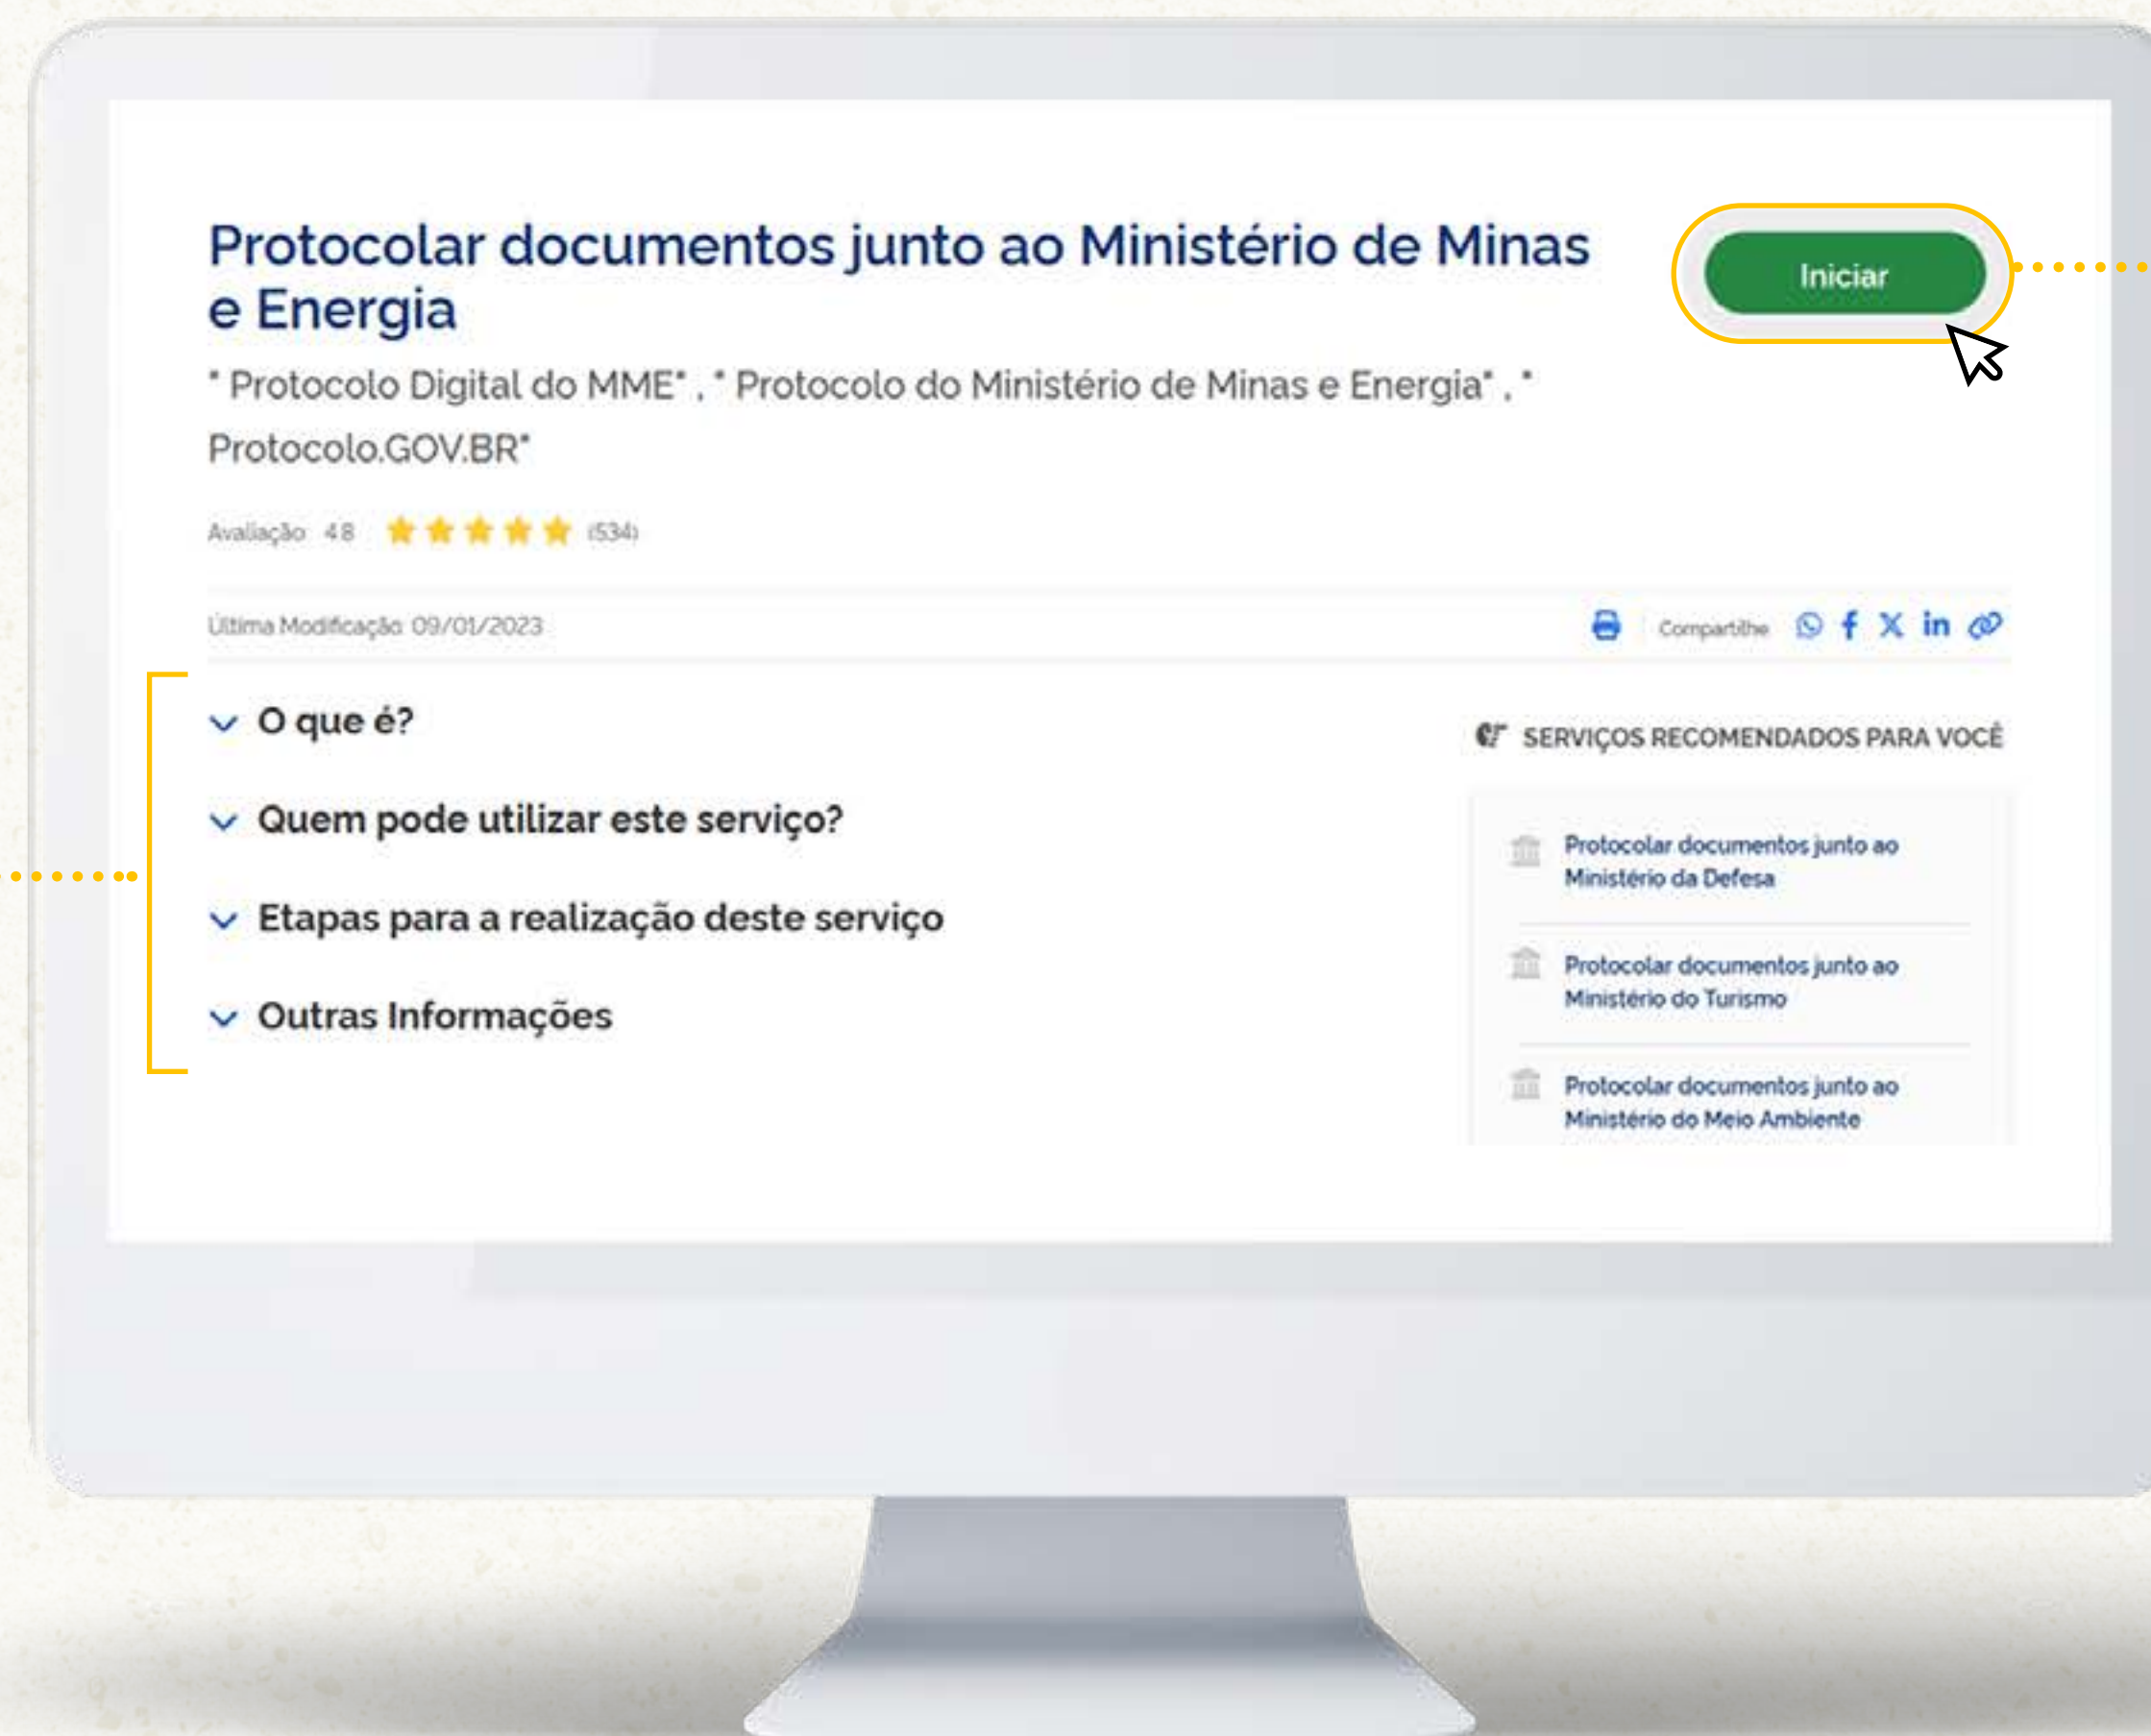 Protocolar documentos junto ao Ministério de Minas
e Energia
Iniciar
" Protocolo Digital do MME" , " Protocolo do Ministério de Minas e Energia" , "
Protocolo.GOV.BR"
Avaliação: 4.8 (534)
Última Modificação: 09/01/2023
Compartilhe
O que é?
Quem pode utilizar este serviço?
Etapas para a realização deste serviço
Outras Informações
SERVIÇOS RECOMENDADOS PARA VOCÊ
Protocolar documentos junto ao
Ministério da Defesa
Protocolar documentos junto ao
Ministério do Turismo
Protocolar documentos junto ao
Ministério do Meio Ambiente